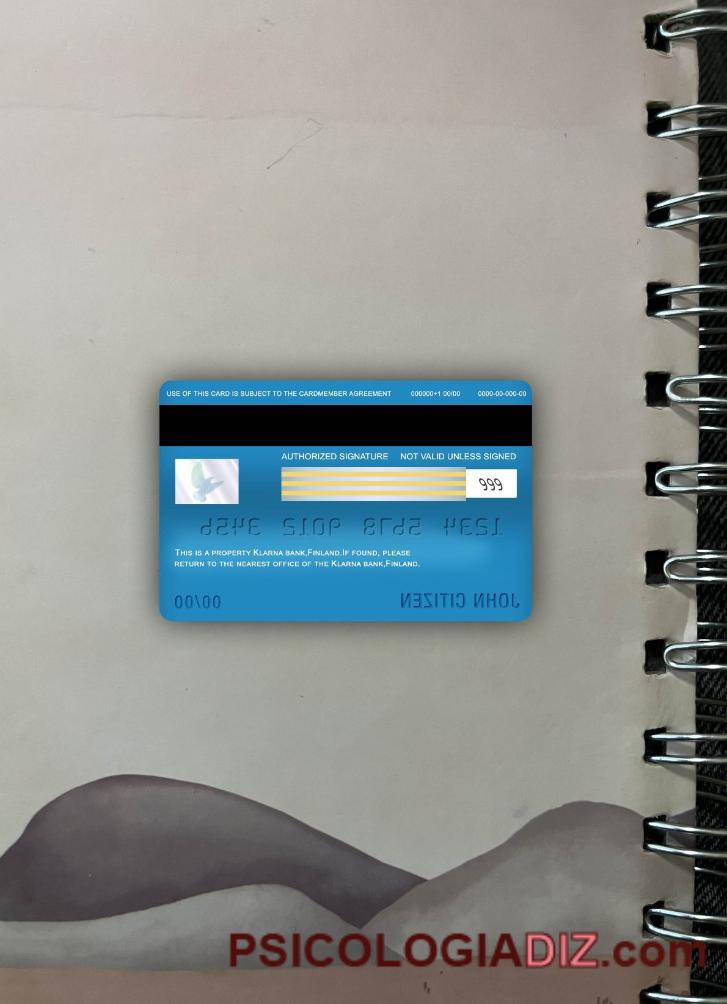 USE OF THIS CARD IS SUBJECT TO THE CARDMEMBER AGREEMENT 000000+1 00/00 0000-00-000-00
AUTHORIZED SIGNATURE NOT VALID UNLESS SIGNED
999
1234 5678 9012 3456
THIS IS A PROPERTY KLARNA BANK,FINLAND.IF FOUND, PLEASE
RETURN TO THE NEAREST OFFICE OF THE KLARNA BANK,FINLAND.
00/00 JOHN CITIZEN
PSICOLOGIADIZ.com